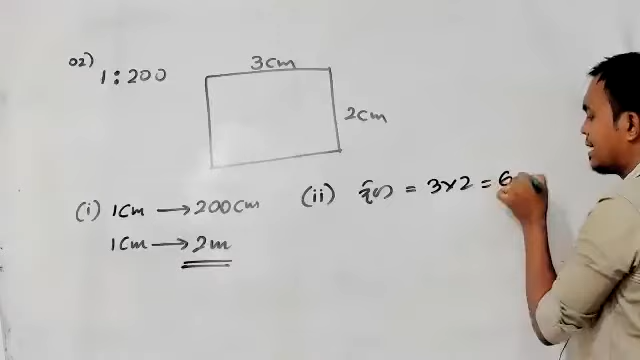 02)
1:200
3cm
2cm
(i) 1cm → 200cm
1cm → 2m
(ii) දිග = 3×2 = 6